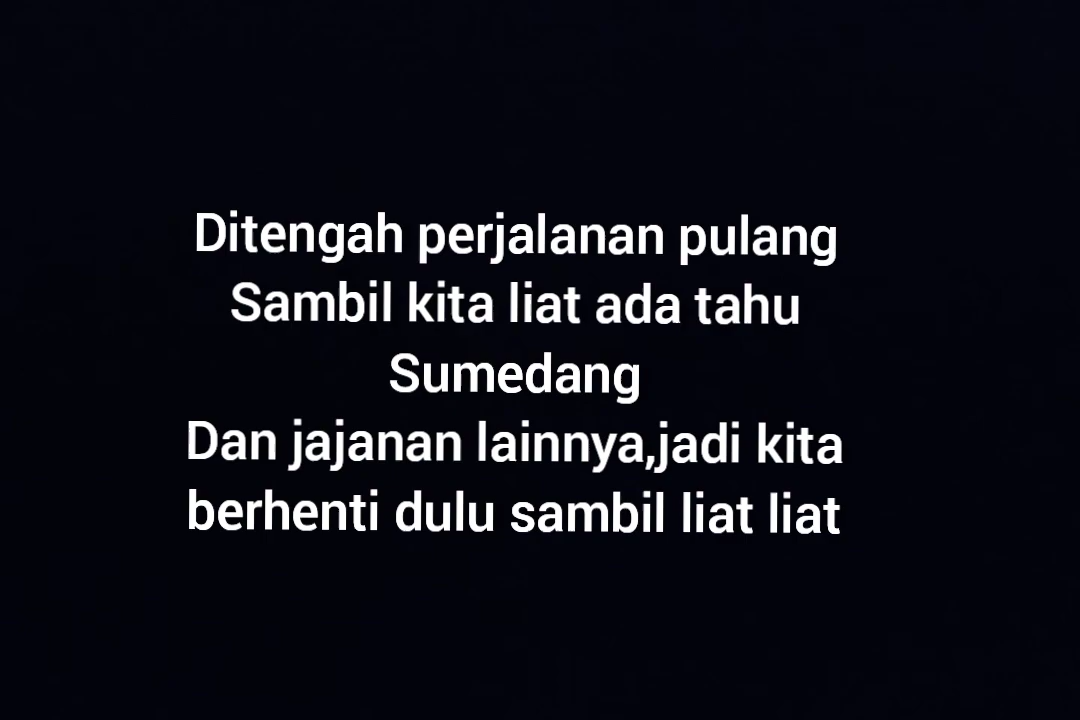 Ditengah perjalanan pulang
Sambil kita liat ada tahu
Sumedang
Dan jajanan lainnya,jadi kita
berhenti dulu sambil liat liat